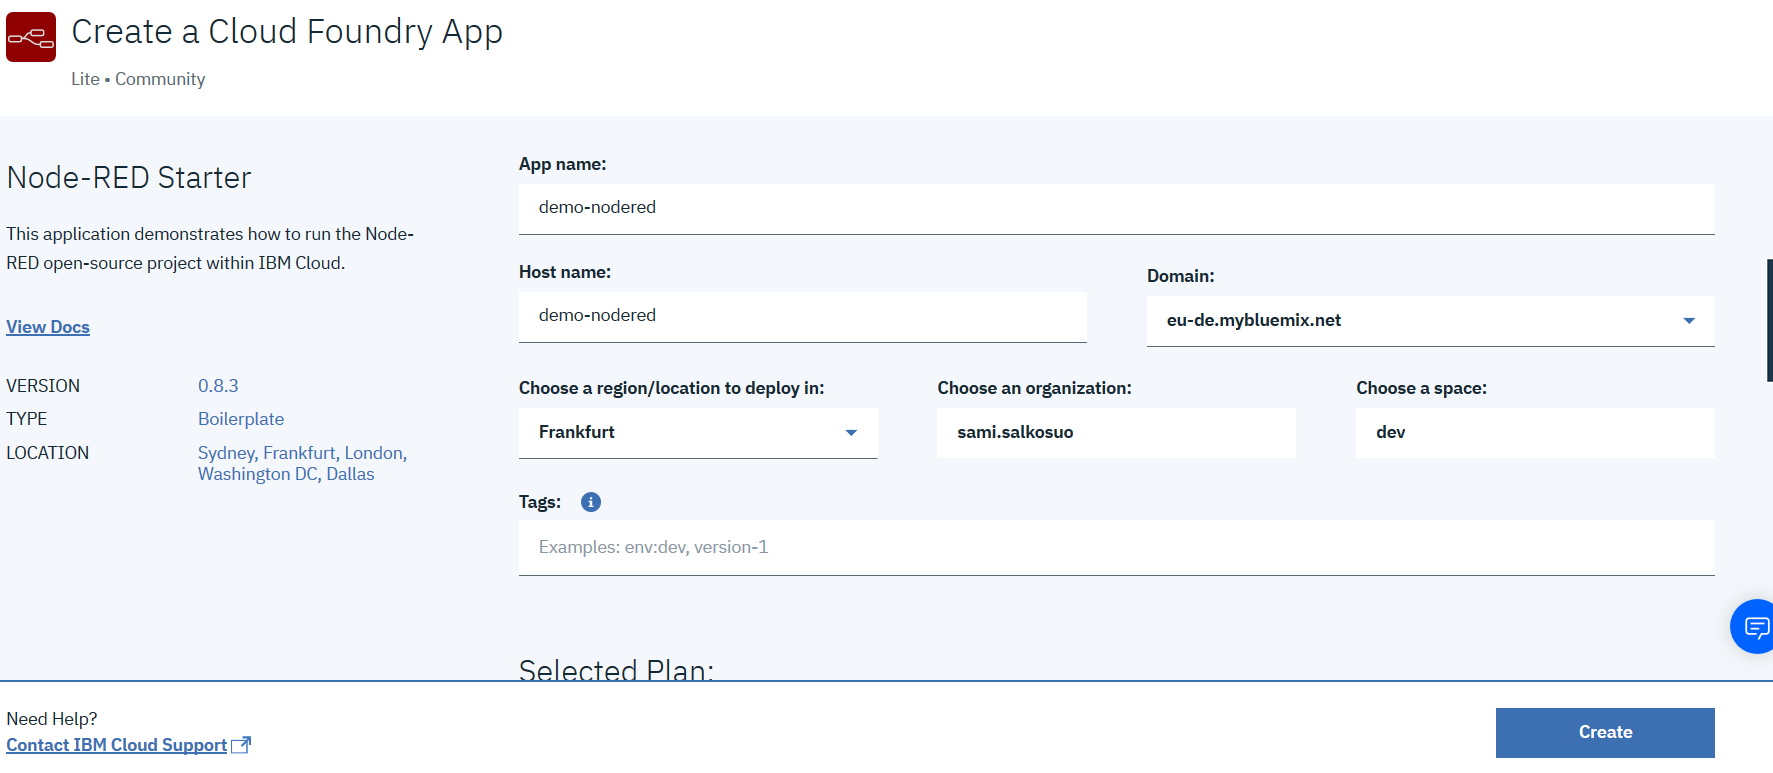 Create a Cloud Foundry App
Lite • Community
Node-RED Starter
This application demonstrates how to run the Node-
RED open-source project within IBM Cloud.
View Docs
VERSION 0.8.3
TYPE Boilerplate
LOCATION Sydney, Frankfurt, London,
Washington DC, Dallas
App name:
demo-nodered
Host name:
demo-nodered
Domain:
eu-de.mybluemix.net
Choose a region/location to deploy in:
Frankfurt
Choose an organization:
sami.salkosuo
Choose a space:
dev
Tags:
Examples: env:dev, version-1
Selected Plan:
Need Help?
Contact IBM Cloud Support
Create